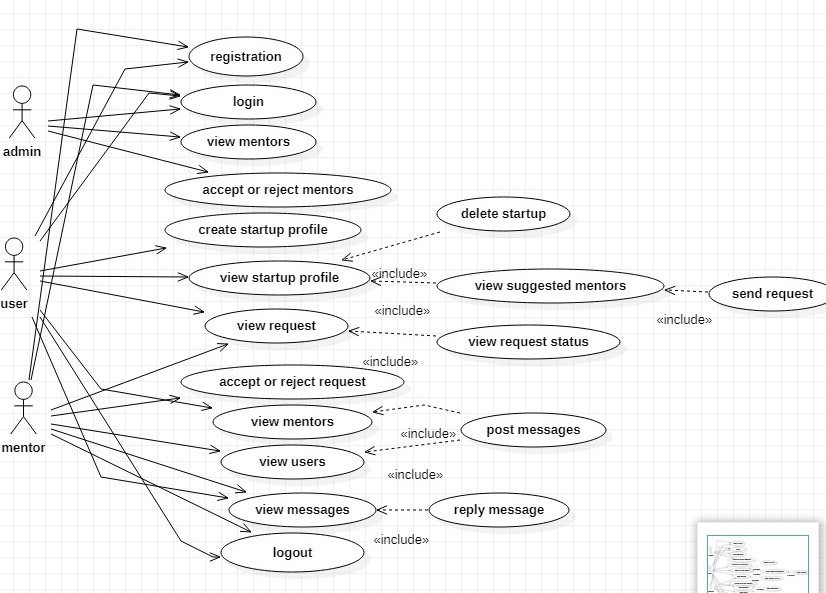 registration
login
admin
view mentors
accept or reject mentors
delete startup
create startup profile
«include»
view startup profile
view suggested mentors
send request
user
«include»
«include»
view request
view request status
«include»
accept or reject request
view mentors
post messages
«include»
mentor
view users
«include»
view messages
reply message
«include»
logout